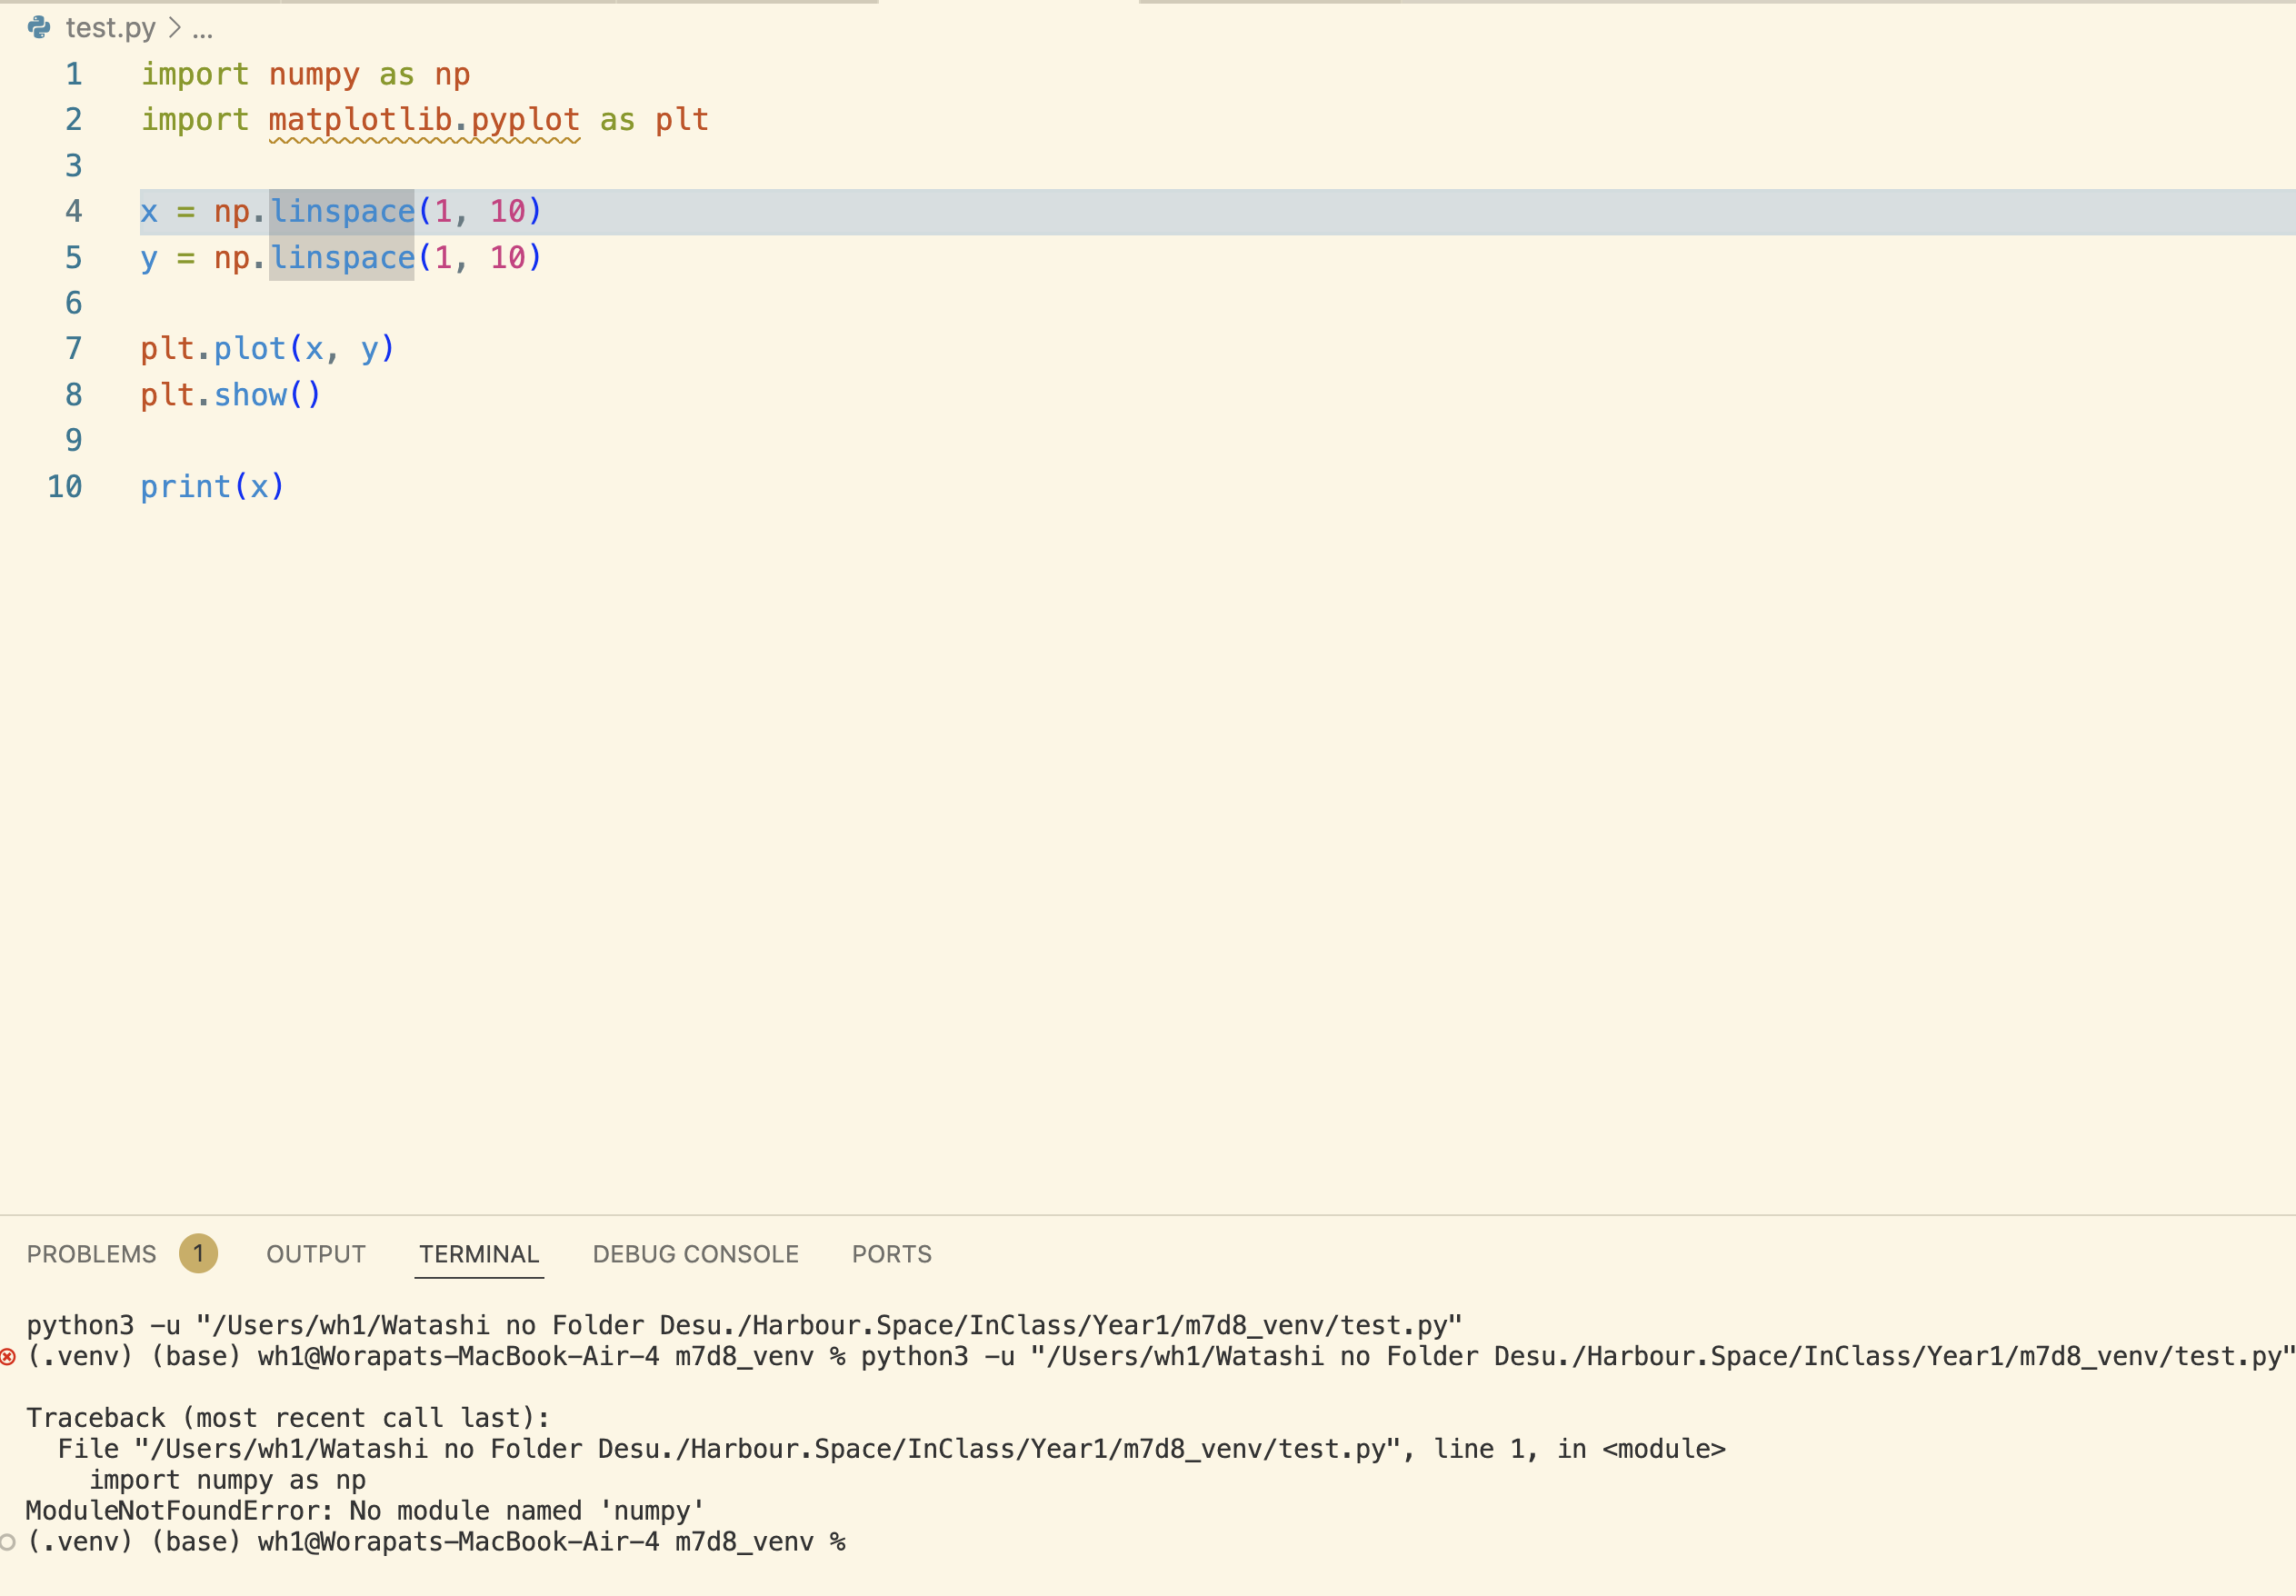 test.py > ...
1 import numpy as np
2 import matplotlib.pyplot as plt
3
4 x = np.linspace(1, 10)
5 y = np.linspace(1, 10)
6
7 plt.plot(x, y)
8 plt.show()
9
10 print(x)
PROBLEMS 1 OUTPUT TERMINAL DEBUG CONSOLE PORTS
python3 -u "/Users/wh1/Watashi no Folder Desu./Harbour.Space/InClass/Year1/m7d8_venv/test.py"
(.venv) (base) wh1@Worapats-MacBook-Air-4 m7d8_venv % python3 -u "/Users/wh1/Watashi no Folder Desu./Harbour.Space/InClass/Year1/m7d8_venv/test.py"
Traceback (most recent call last):
  File "/Users/wh1/Watashi no Folder Desu./Harbour.Space/InClass/Year1/m7d8_venv/test.py", line 1, in <module>
    import numpy as np
ModuleNotFoundError: No module named 'numpy'
(.venv) (base) wh1@Worapats-MacBook-Air-4 m7d8_venv %